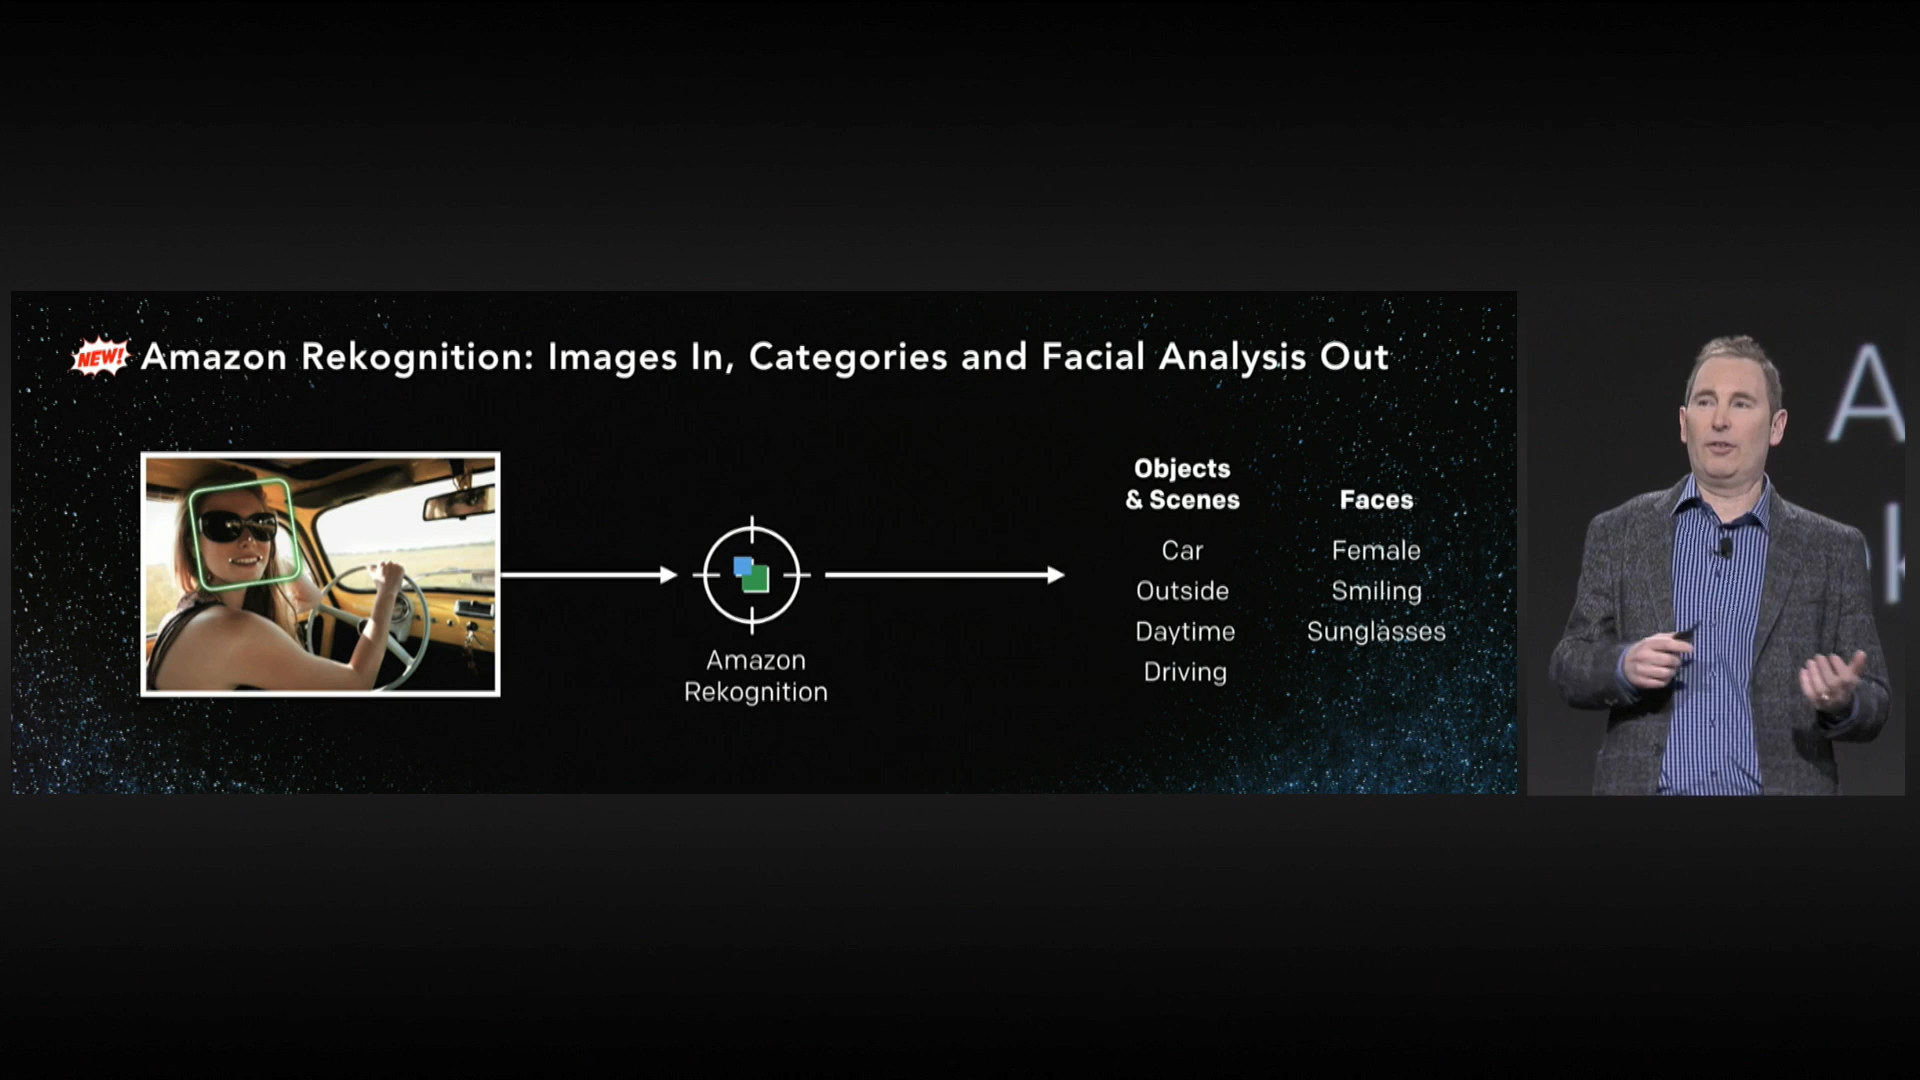 NEW! Amazon Rekognition: Images In, Categories and Facial Analysis Out
Amazon
Rekognition
Objects
& Scenes
Car
Outside
Daytime
Driving
Faces
Female
Smiling
Sunglasses
A
k